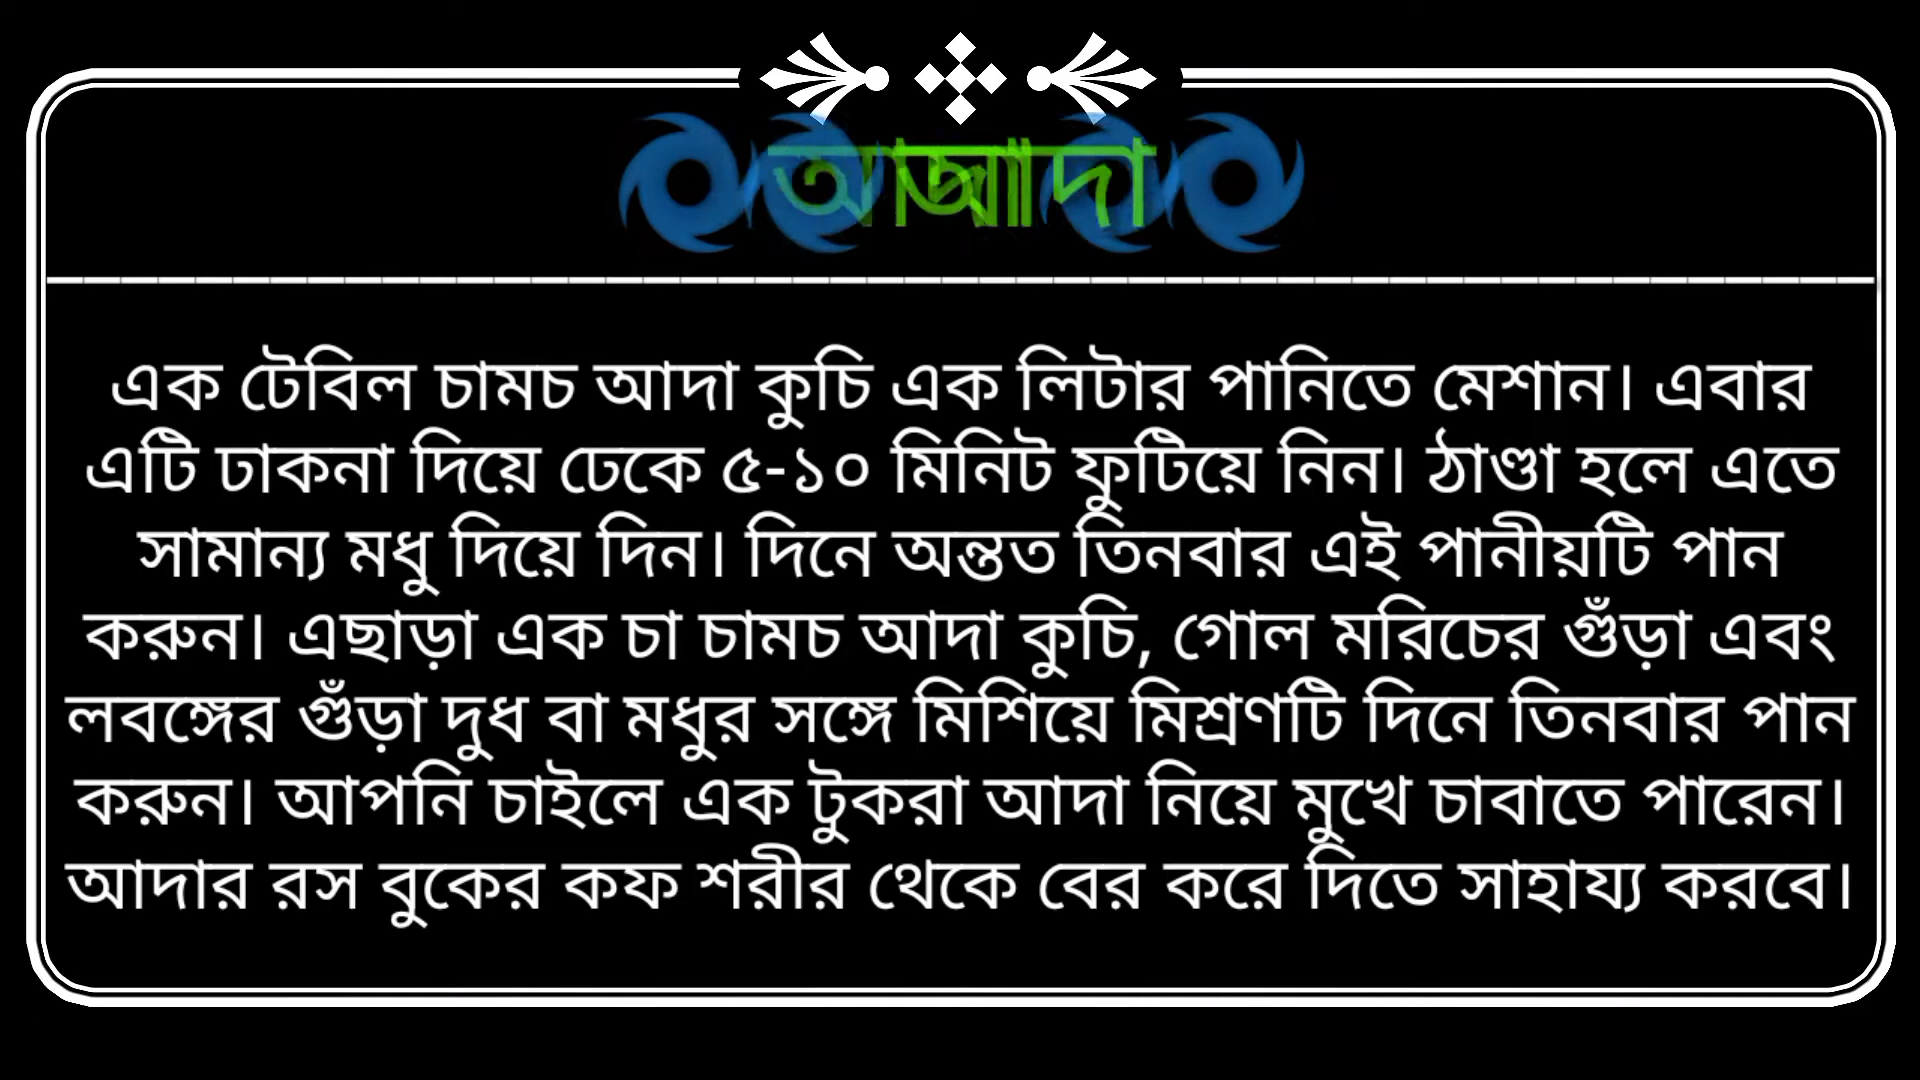 আদা
এক টেবিল চামচ আদা কুচি এক লিটার পানিতে মেশান। এবার
এটি ঢাকনা দিয়ে ঢেকে ৫-১০ মিনিট ফুটিয়ে নিন। ঠাণ্ডা হলে এতে
সামান্য মধু দিয়ে দিন। দিনে অন্তত তিনবার এই পানীয়টি পান
করুন। এছাড়া এক চা চামচ আদা কুচি, গোল মরিচের গুঁড়া এবং
লবঙ্গের গুঁড়া দুধ বা মধুর সঙ্গে মিশিয়ে মিশ্রণটি দিনে তিনবার পান
করুন। আপনি চাইলে এক টুকরা আদা নিয়ে মুখে চাবাতে পারেন।
আদার রস বুকের কফ শরীর থেকে বের করে দিতে সাহায্য করবে।